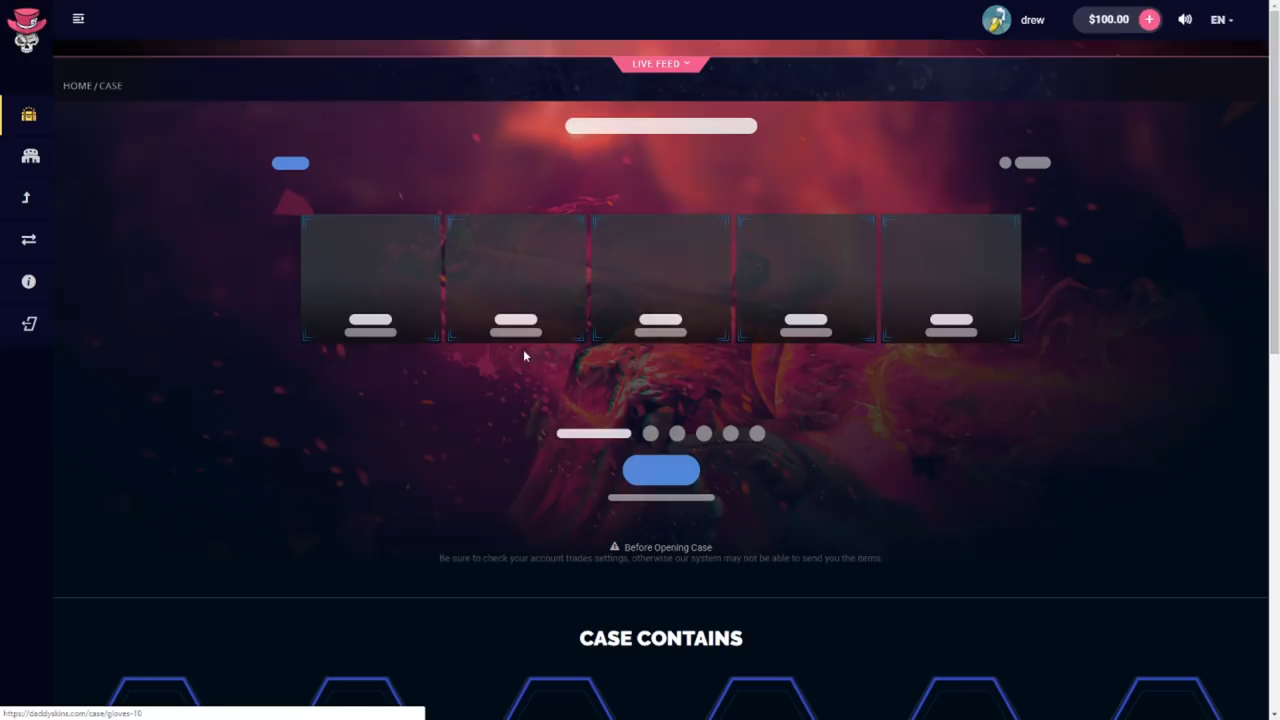 drew
$100.00
+
EN
LIVE FEED
HOME / CASE
Before Opening Case
Be sure to check your account trades settings, otherwise our system may not be able to send you the items.
CASE CONTAINS
https://daddyskins.com/case/gloves-10